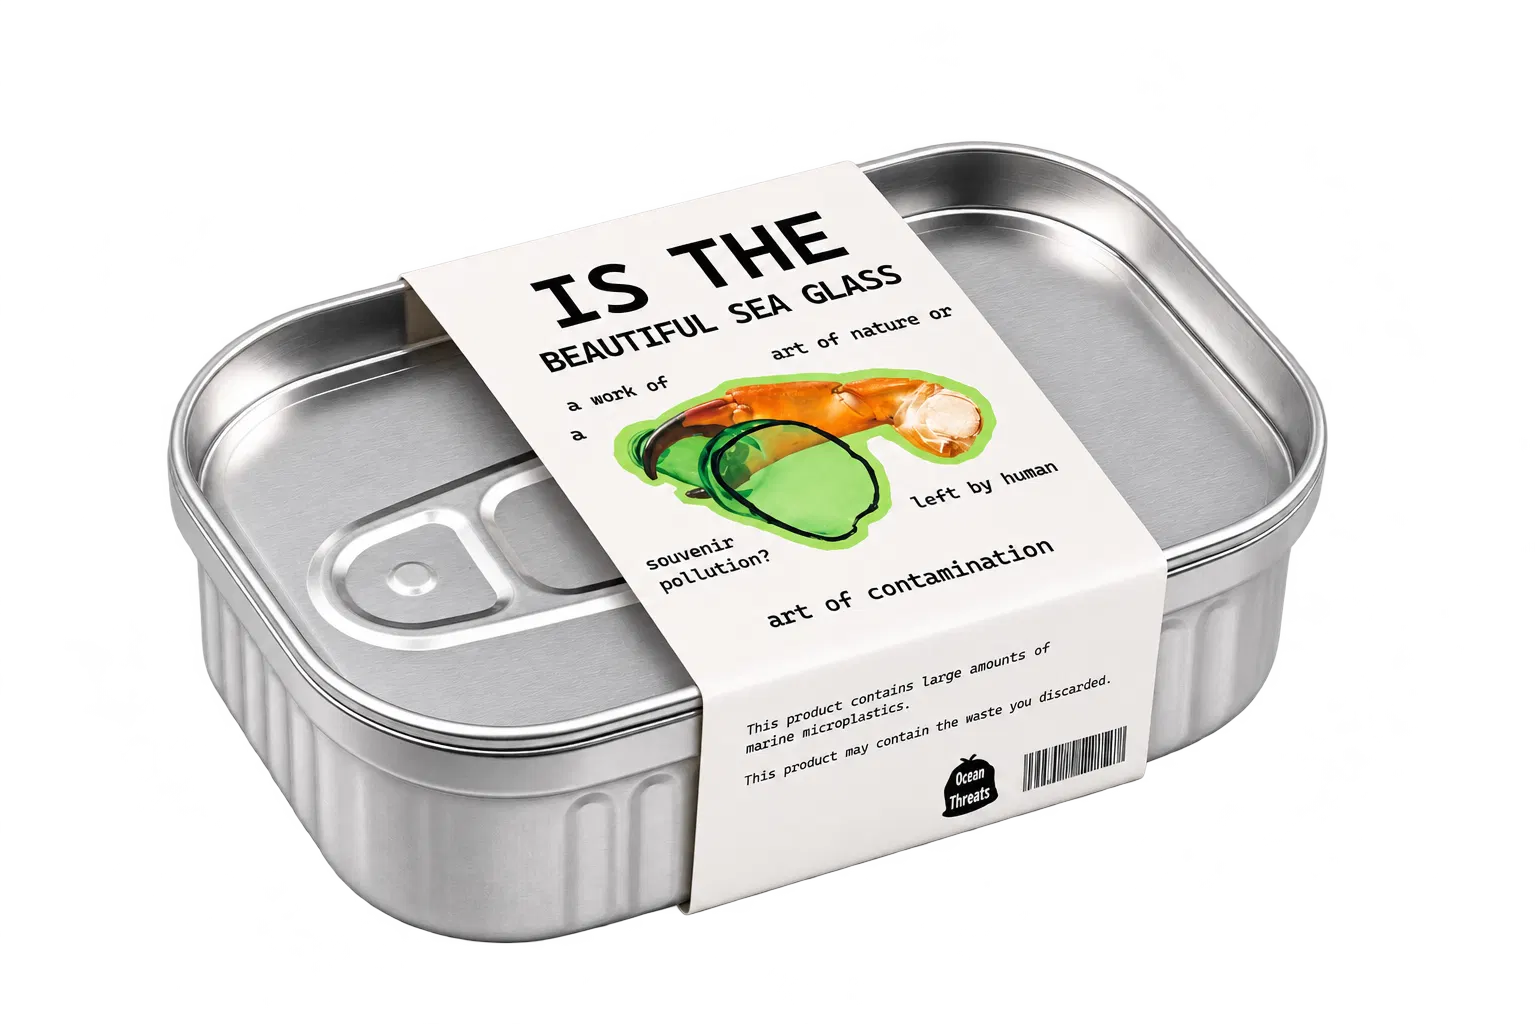 IS THE
BEAUTIFUL SEA GLASS
art of nature or
a work of
a
left by human
souvenir
pollution?
art of contamination
This product contains large amounts of
marine microplastics.
This product may contain the waste you discarded.
Ocean
Threats